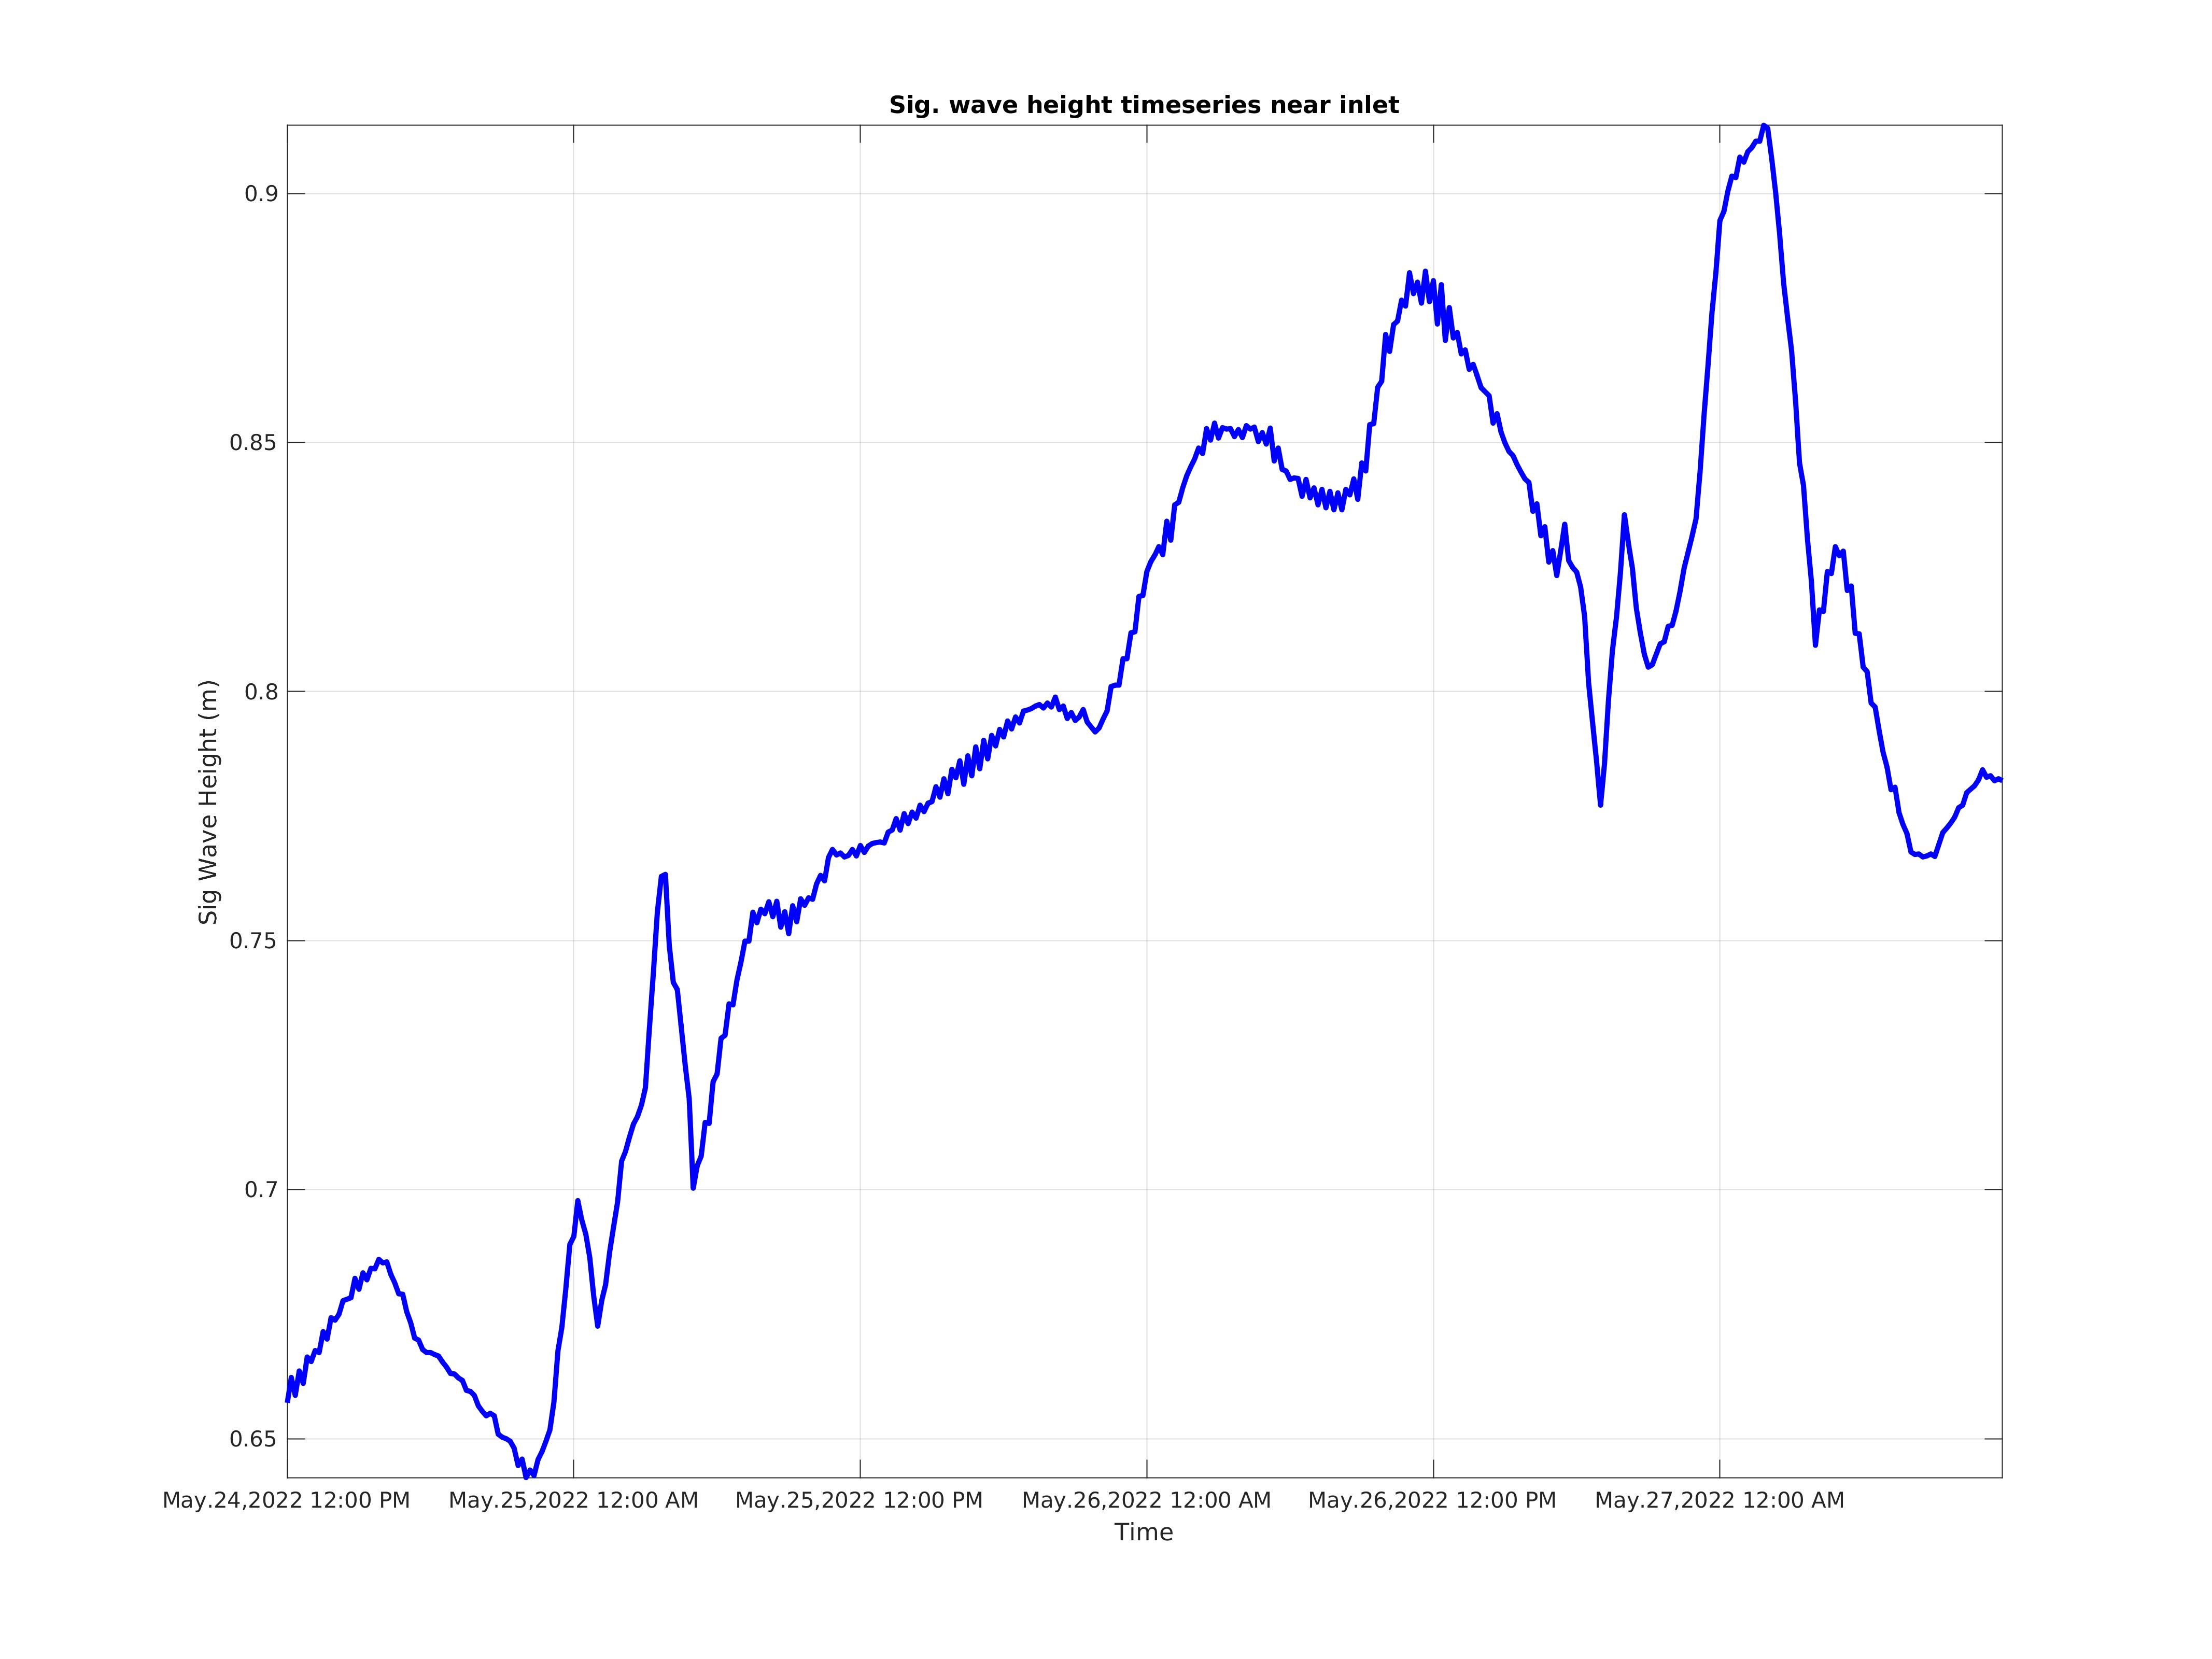 Sig. wave height timeseries near inlet
0.9
0.85
0.8
0.75
0.7
0.65
Sig Wave Height (m)
May.24,2022 12:00 PM
May.25,2022 12:00 AM
May.25,2022 12:00 PM
May.26,2022 12:00 AM
May.26,2022 12:00 PM
May.27,2022 12:00 AM
Time